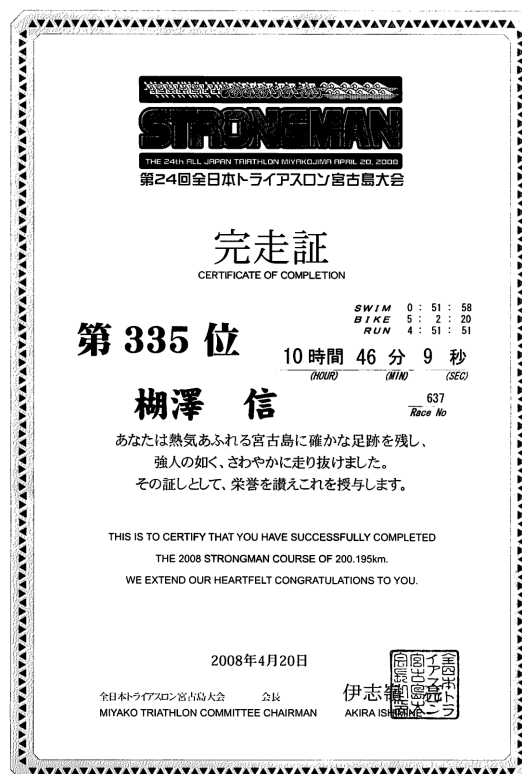 STRONGMAN
THE 24th ALL JAPAN TRIATHLON MIYAKOJIMA APRIL 20, 2008
第24回全日本トライアスロン宮古島大会
完走証
CERTIFICATE OF COMPLETION
SWIM 0 : 51 : 58
BIKE 5 : 2 : 20
RUN 4 : 51 : 51
第 335 位
10 時間 46 分 9 秒
(HOUR) (MIN) (SEC)
637
Race No
楜澤 信
あなたは熱気あふれる宮古島に確かな足跡を残し、
強人の如く、さわやかに走り抜けました。
その証しとして、栄誉を讃えこれを授与します。
THIS IS TO CERTIFY THAT YOU HAVE SUCCESSFULLY COMPLETED
THE 2008 STRONGMAN COURSE OF 200.195km.
WE EXTEND OUR HEARTFELT CONGRATULATIONS TO YOU.
2008年4月20日
全日本トライアスロン宮古島大会 会長 伊志嶺 亮
MIYAKO TRIATHLON COMMITTEE CHAIRMAN AKIRA ISHIMINE